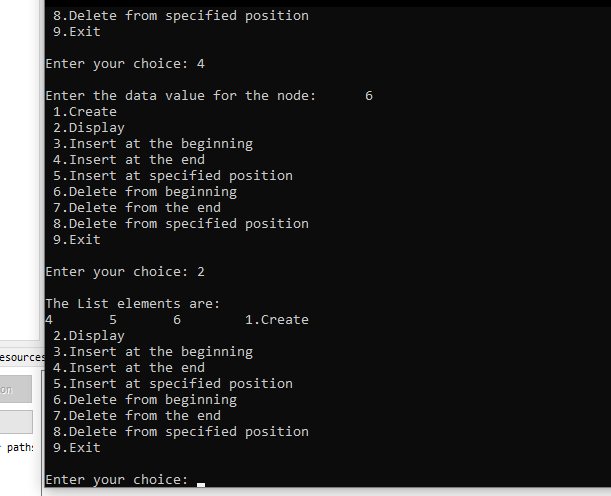 8.Delete from specified position
9.Exit
Enter your choice: 4
Enter the data value for the node: 6
1.Create
2.Display
3.Insert at the beginning
4.Insert at the end
5.Insert at specified position
6.Delete from beginning
7.Delete from the end
8.Delete from specified position
9.Exit
Enter your choice: 2
The List elements are:
4 5 6 1.Create
2.Display
3.Insert at the beginning
esources
4.Insert at the end
5.Insert at specified position
on
6.Delete from beginning
7.Delete from the end
8.Delete from specified position
path:
9.Exit
Enter your choice: